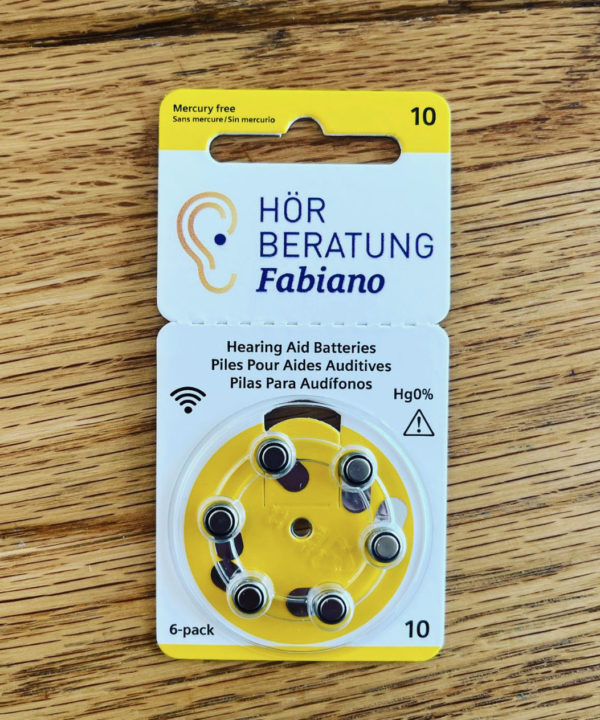 Mercury free
Sans mercure/Sin mercurio
10
HÖR
BERATUNG
Fabiano
Hearing Aid Batteries
Piles Pour Aides Auditives
Pilas Para Audífonos
Hg0%
6-pack
10